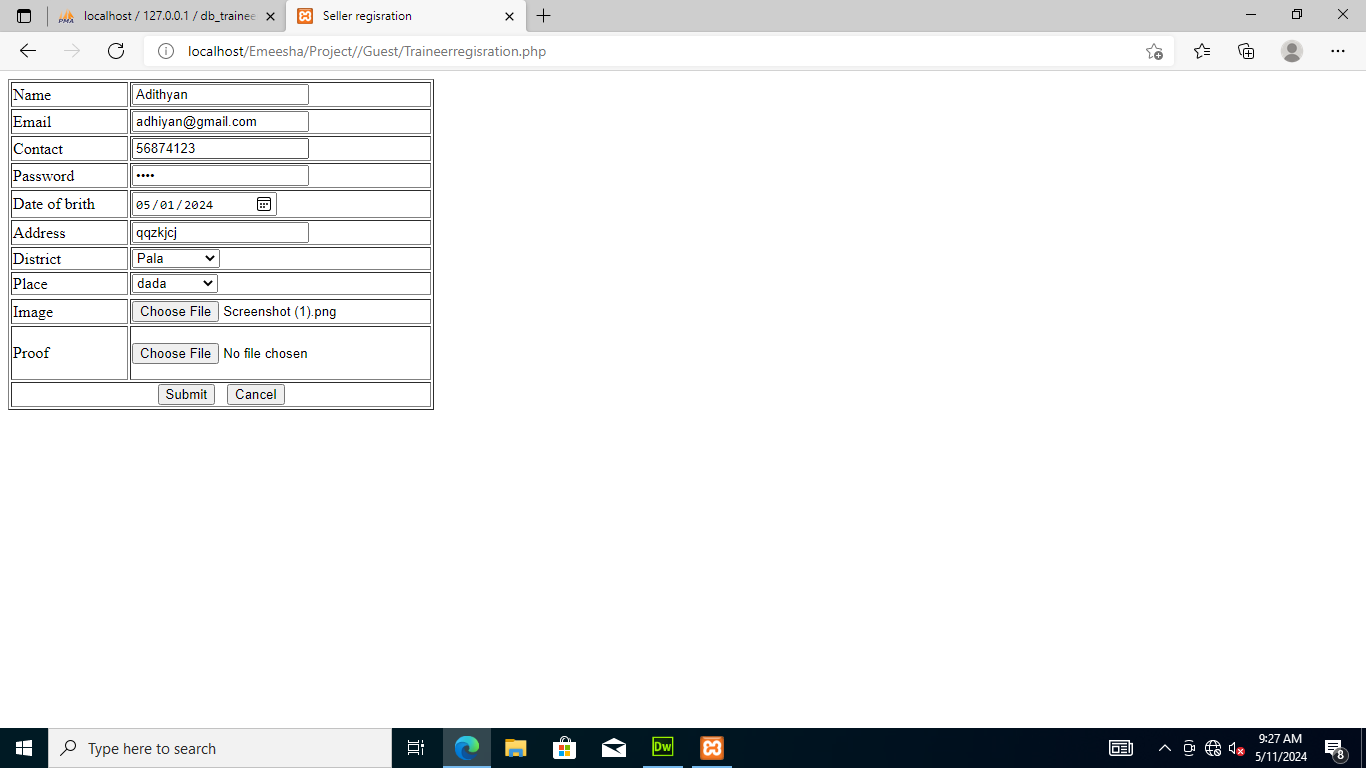 localhost / 127.0.0.1 / db_trainee
Seller regisration
localhost/Emeesha/Project//Guest/Traineerregisration.php
Name Adithyan
Email adhiyan@gmail.com
Contact 56874123
Password ••••
Date of brith 05/01/2024
Address qqzkjcj
District Pala
Place dada
Image Choose File Screenshot (1).png
Proof Choose File No file chosen
Submit Cancel
Type here to search
Dw
9:27 AM
5/11/2024
8